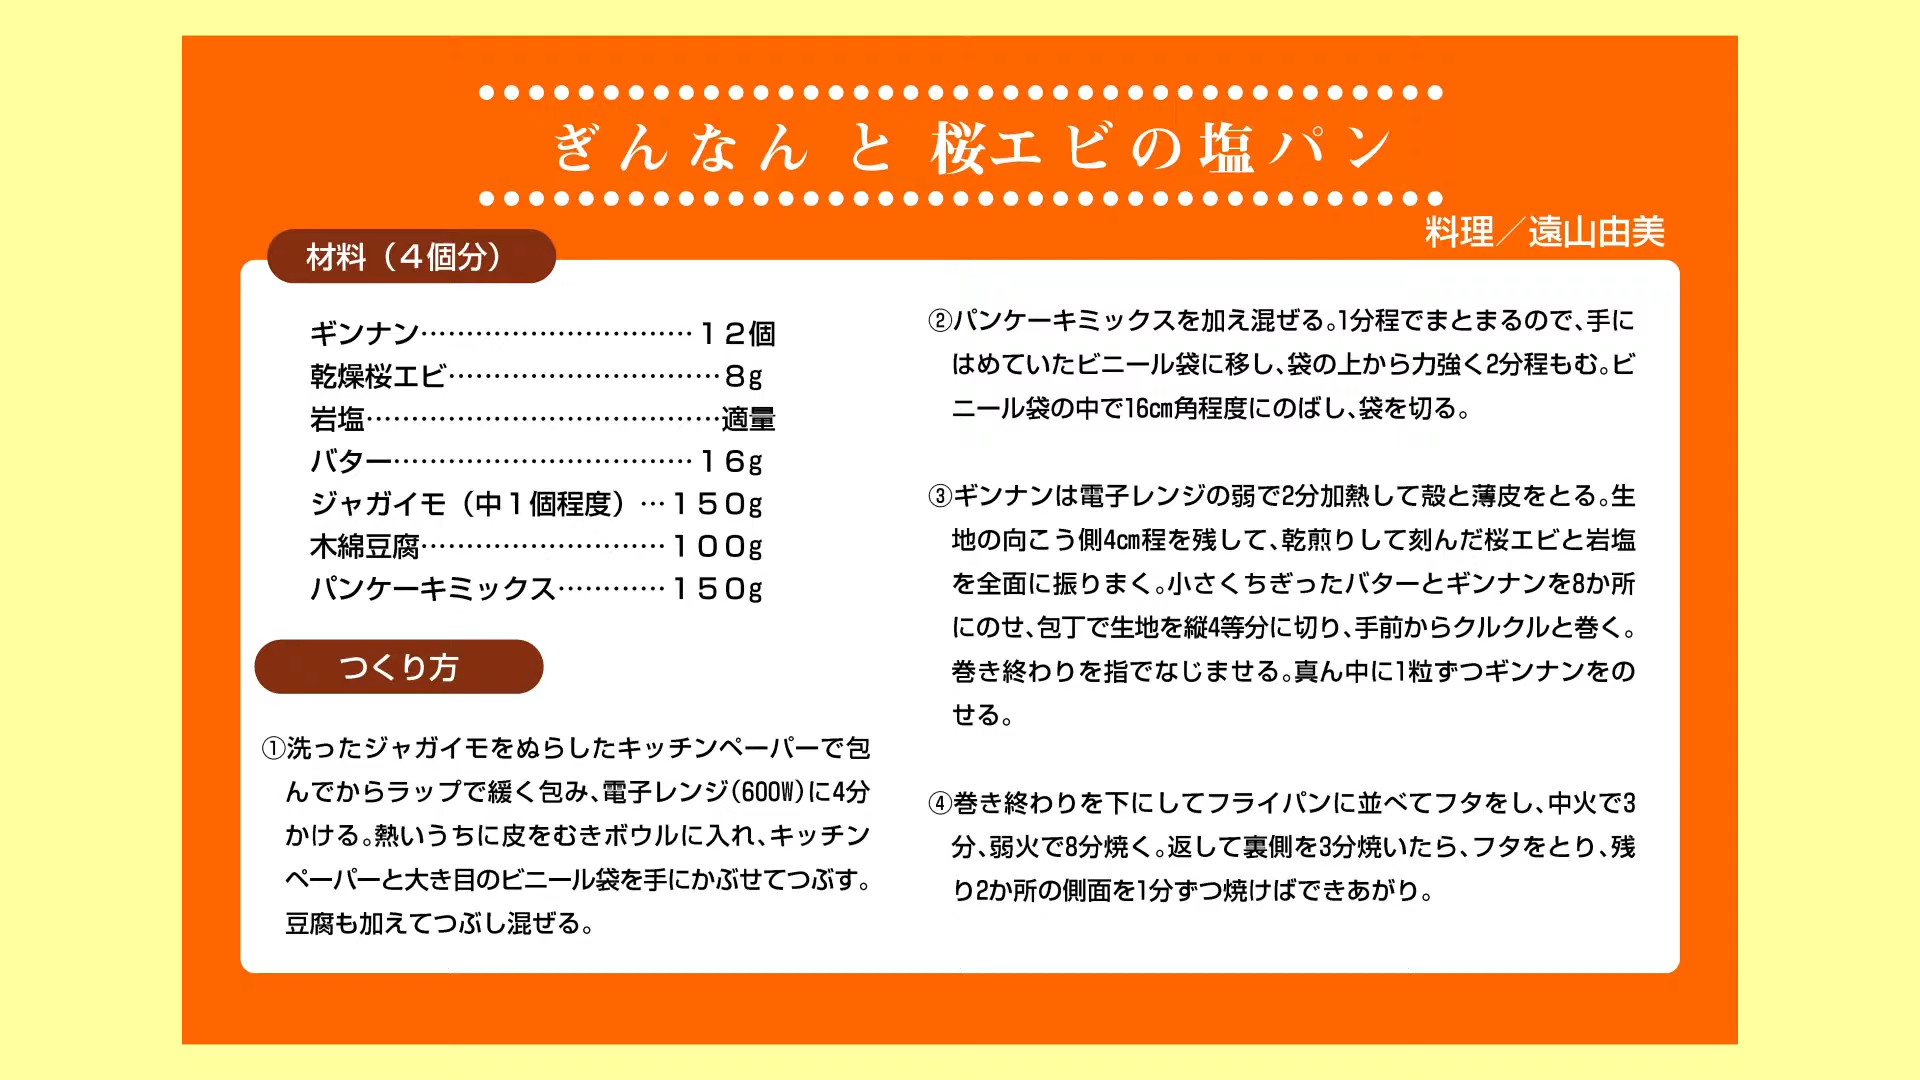 ぎんなん と 桜エビの塩パン
料理／遠山由美
材料（４個分）
ギンナン…………………………１２個
乾燥桜エビ…………………………８g
岩塩…………………………………適量
バター……………………………１６g
ジャガイモ（中１個程度）…１５０g
木綿豆腐………………………１００g
パンケーキミックス…………１５０g
つくり方
①洗ったジャガイモをぬらしたキッチンペーパーで包
んでからラップで緩く包み、電子レンジ（600W）に4分
かける。熱いうちに皮をむきボウルに入れ、キッチン
ペーパーと大き目のビニール袋を手にかぶせてつぶす。
豆腐も加えてつぶし混ぜる。
②パンケーキミックスを加え混ぜる。1分程でまとまるので、手に
はめていたビニール袋に移し、袋の上から力強く2分程もむ。ビ
ニール袋の中で16㎝角程度にのばし、袋を切る。
③ギンナンは電子レンジの弱で2分加熱して殻と薄皮をとる。生
地の向こう側4㎝程を残して、乾煎りして刻んだ桜エビと岩塩
を全面に振りまく。小さくちぎったバターとギンナンを8か所
にのせ、包丁で生地を縦4等分に切り、手前からクルクルと巻く。
巻き終わりを指でなじませる。真ん中に1粒ずつギンナンをの
せる。
④巻き終わりを下にしてフライパンに並べてフタをし、中火で3
分、弱火で8分焼く。返して裏側を3分焼いたら、フタをとり、残
り2か所の側面を1分ずつ焼けばできあがり。